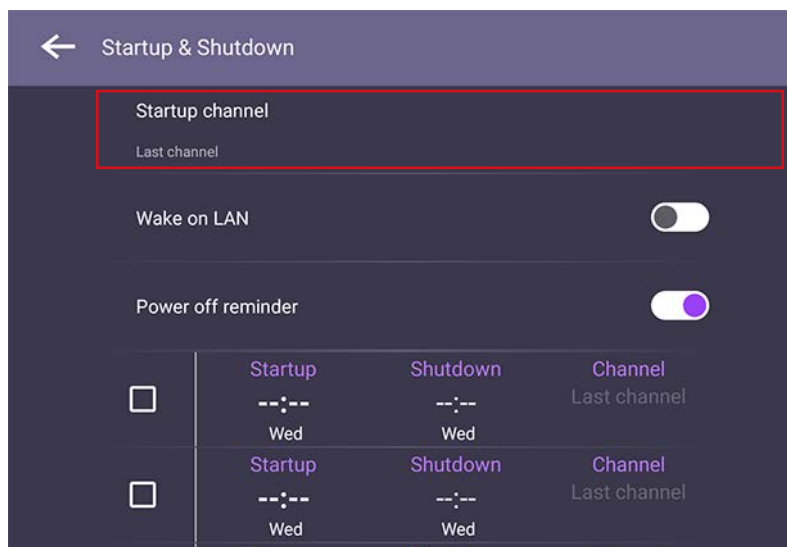 Startup & Shutdown
Startup channel
Last channel
Wake on LAN
Power off reminder
Startup Shutdown Channel
--:-- --:-- Last channel
Wed Wed
Startup Shutdown Channel
--:-- --:-- Last channel
Wed Wed